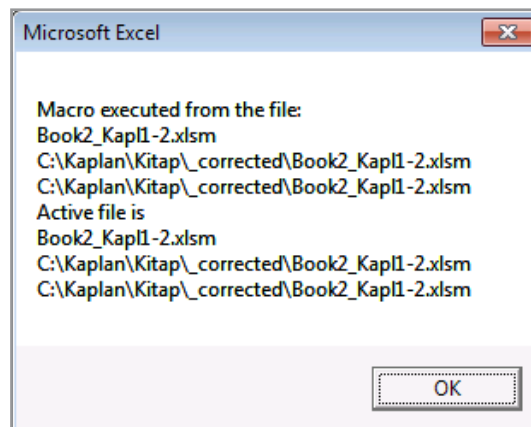 Microsoft Excel
Macro executed from the file:
Book2_Kapl1-2.xlsm
C:\Kaplan\Kitap\_corrected\Book2_Kapl1-2.xlsm
C:\Kaplan\Kitap\_corrected\Book2_Kapl1-2.xlsm
Active file is
Book2_Kapl1-2.xlsm
C:\Kaplan\Kitap\_corrected\Book2_Kapl1-2.xlsm
C:\Kaplan\Kitap\_corrected\Book2_Kapl1-2.xlsm
OK